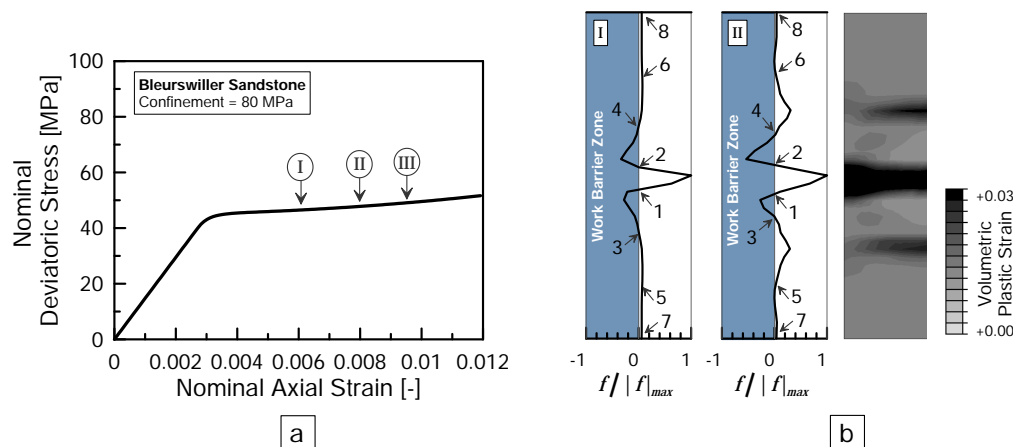 100
80
60
40
20
0
0
0.002
0.004
0.006
0.008
0.01
0.012
Nominal
Deviatoric Stress [MPa]
Nominal Axial Strain [-]
Bleurswiller Sandstone
Confinement = 80 MPa
I
II
III
a
I
Work Barrier Zone
8
6
4
2
1
3
5
7
-1
0
1
f / | f |max
II
Work Barrier Zone
8
6
4
2
1
3
5
7
-1
0
1
f / | f |max
+0.03
+0.00
Volumetric
Plastic Strain
b